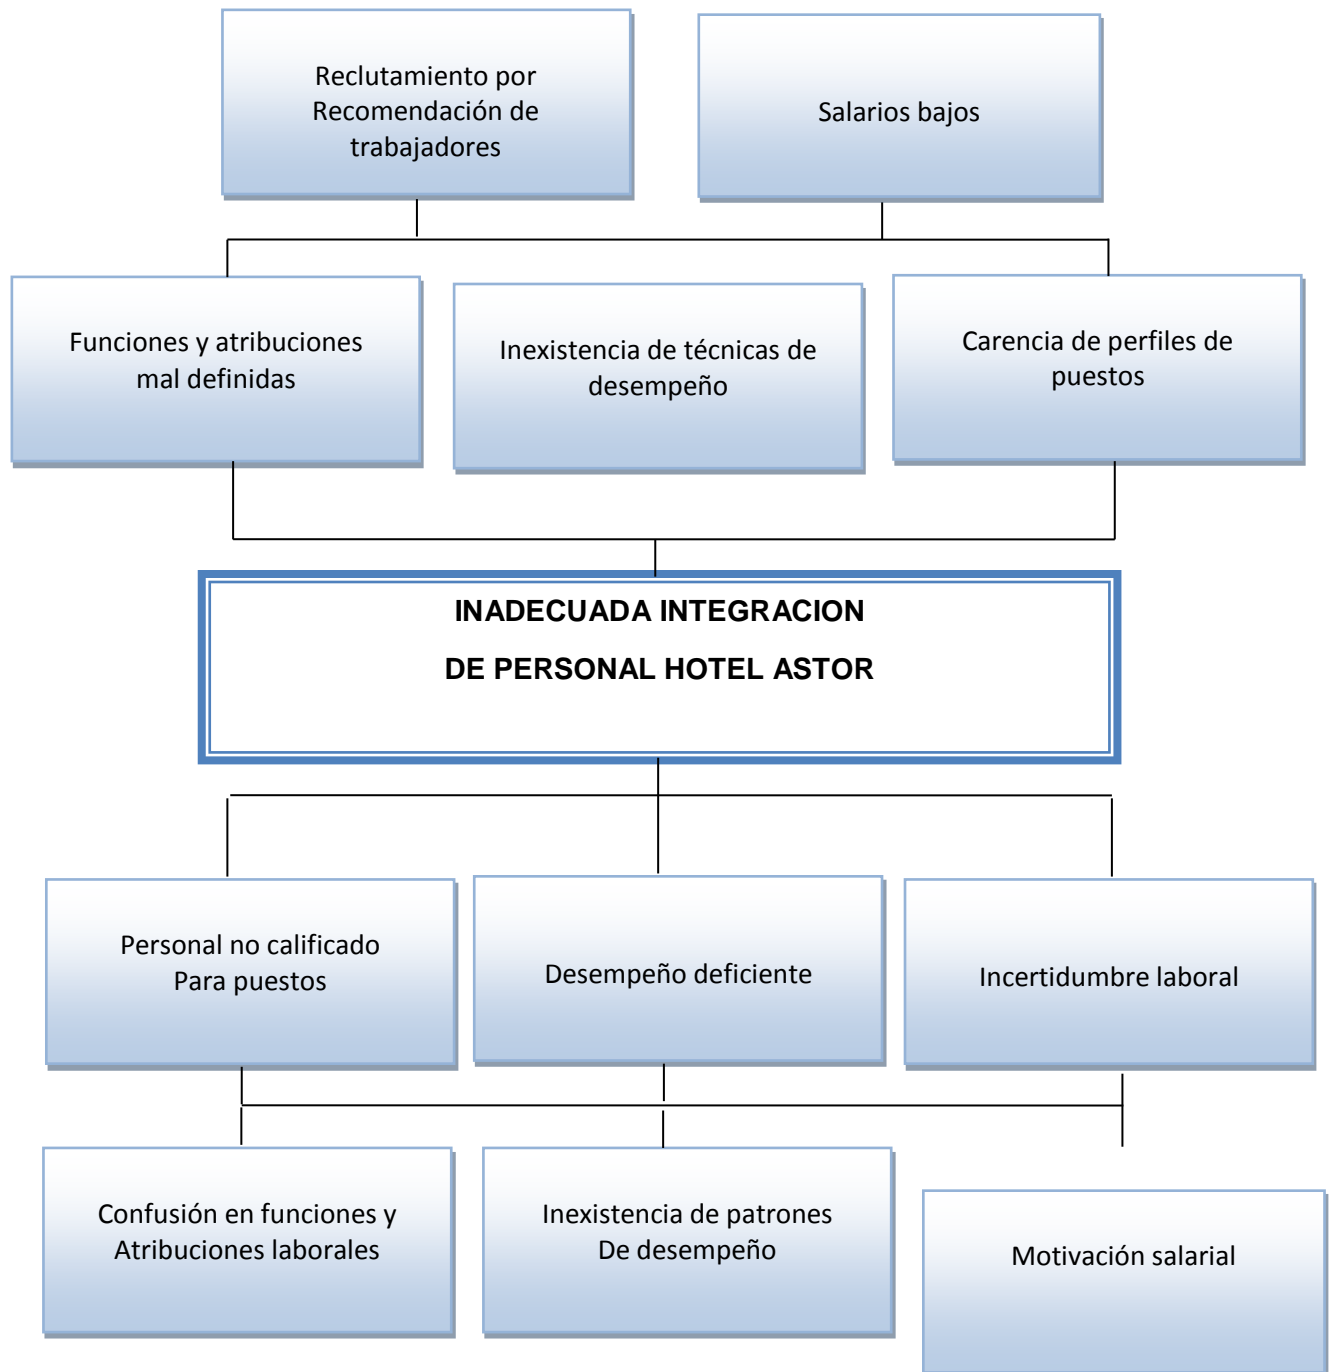 Reclutamiento por
Recomendación de
trabajadores
Salarios bajos
Funciones y atribuciones
mal definidas
Inexistencia de técnicas de
desempeño
Carencia de perfiles de
puestos
INADECUADA INTEGRACION
DE PERSONAL HOTEL ASTOR
Personal no calificado
Para puestos
Desempeño deficiente
Incertidumbre laboral
Confusión en funciones y
Atribuciones laborales
Inexistencia de patrones
De desempeño
Motivación salarial